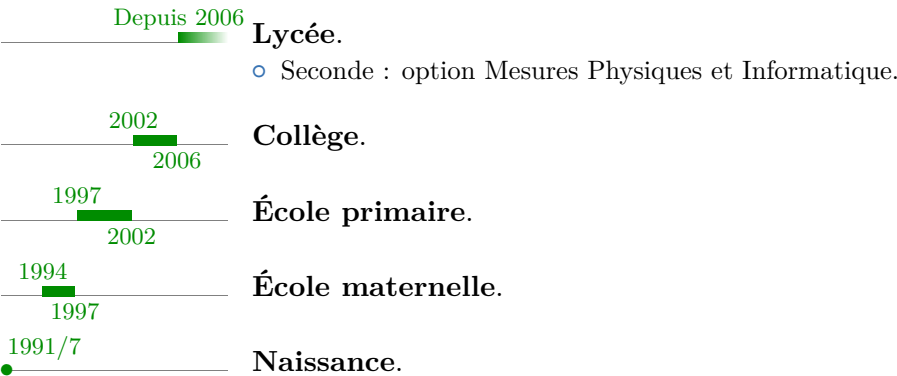 Depuis 2006
Lycée.
Seconde : option Mesures Physiques et Informatique.
2002
Collège.
2006
1997
École primaire.
2002
1994
École maternelle.
1997
1991/7
Naissance.